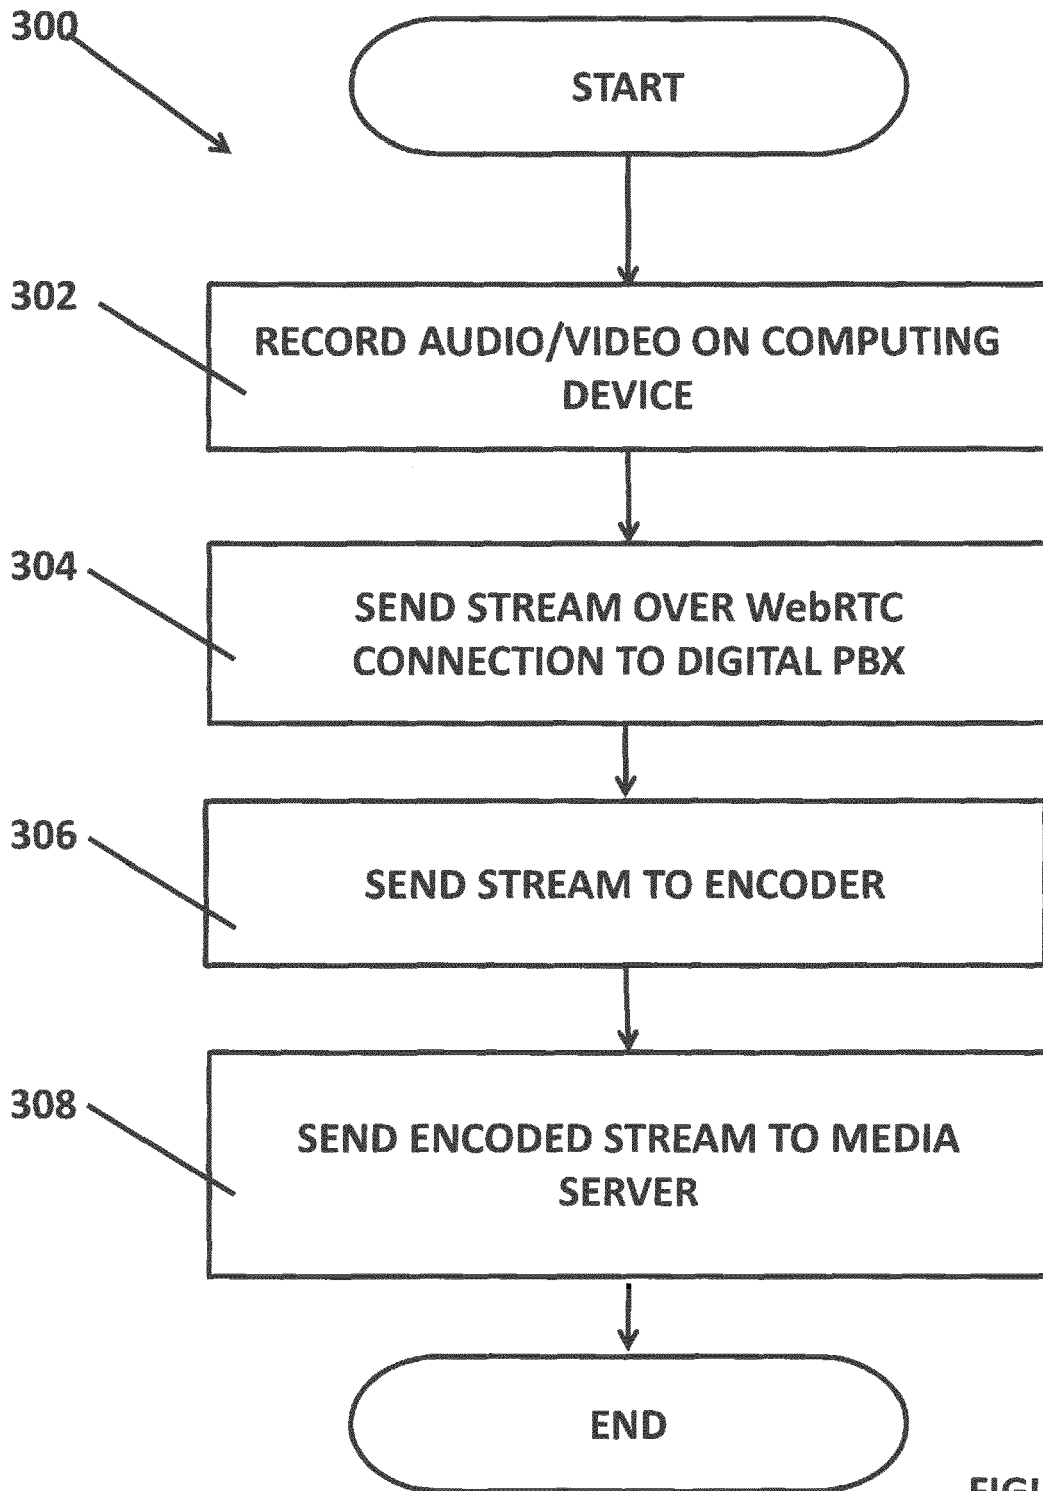 300
START
302
RECORD AUDIO/VIDEO ON COMPUTING
DEVICE
304
SEND STREAM OVER WebRTC
CONNECTION TO DIGITAL PBX
306
SEND STREAM TO ENCODER
308
SEND ENCODED STREAM TO MEDIA
SERVER
END